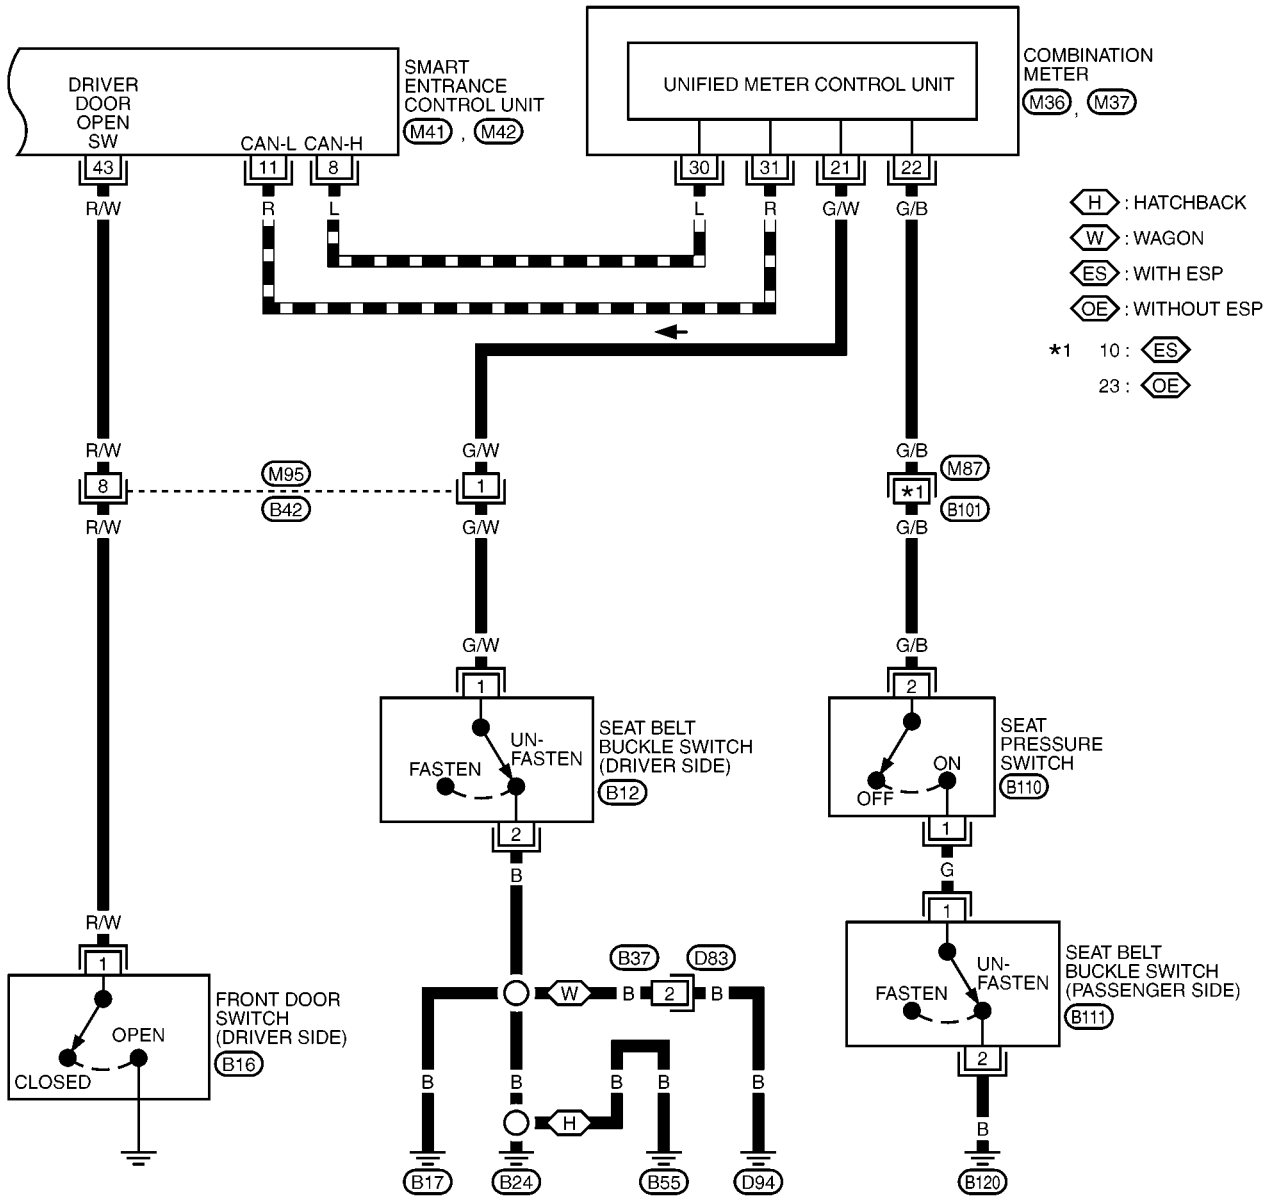 DRIVER
DOOR
OPEN
SW
CAN-L CAN-H
SMART
ENTRANCE
CONTROL UNIT
M41 , M42
UNIFIED METER CONTROL UNIT
COMBINATION
METER
M36 , M37
43 11 8 30 31 21 22
R/W R L L R G/W G/B
H : HATCHBACK
W : WAGON
ES : WITH ESP
OE : WITHOUT ESP
*1 10 : ES
23 : OE
R/W G/W G/B
8 M95 1 *1 M87
B42 B101
R/W G/W G/B
G/W G/B
1 2
UN-
FASTEN
FASTEN
SEAT BELT
BUCKLE SWITCH
(DRIVER SIDE)
B12
ON
OFF
SEAT
PRESSURE
SWITCH
B110
2 1
B G
R/W 1
1
UN-
FASTEN
FASTEN
SEAT BELT
BUCKLE SWITCH
(PASSENGER SIDE)
B111
B37 D83
W B 2 B
OPEN
CLOSED
FRONT DOOR
SWITCH
(DRIVER SIDE)
B16
2
B B B B B
H B
B17 B24 B55 D94 B120